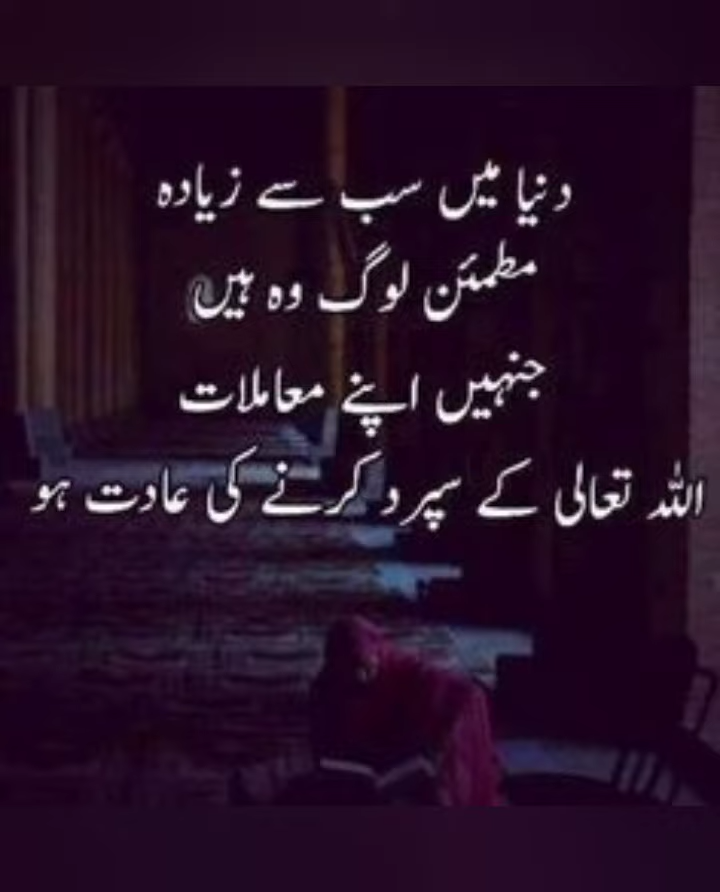 دنیا میں سب سے زیادہ
مطمئن لوگ وہ ہیں
جنہیں اپنے معاملات
اللہ تعالی کے سپرد کرنے کی عادت ہو